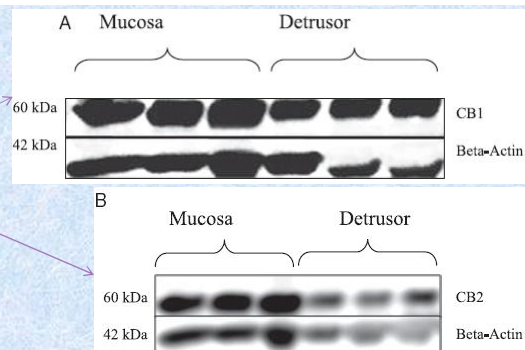 A Mucosa Detrusor
60 kDa CB1
42 kDa Beta-Actin
B
Mucosa Detrusor
60 kDa CB2
42 kDa Beta-Actin